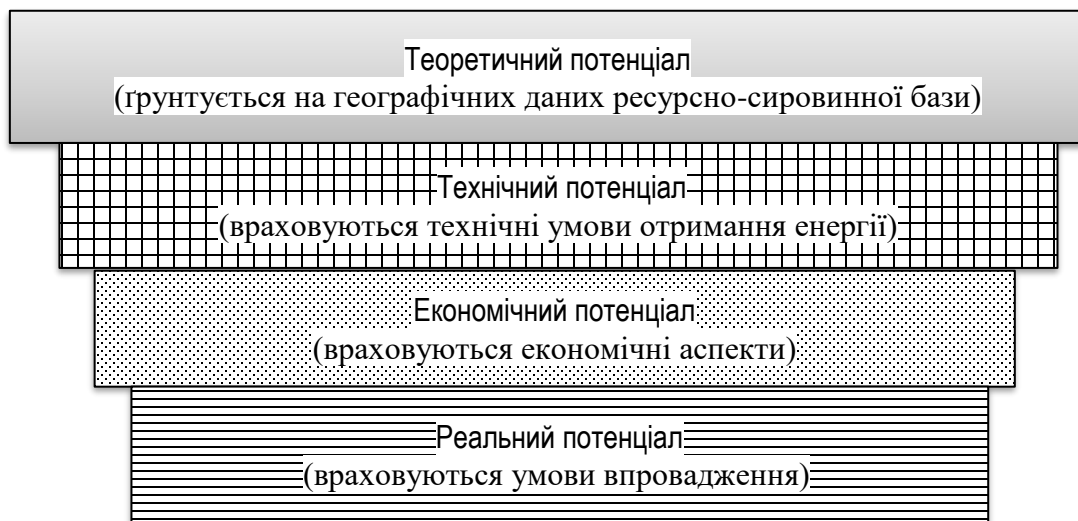 Теоретичний потенціал
(ґрунтується на географічних даних ресурсно-сировинної бази)
Технічний потенціал
(враховуються технічні умови отримання енергії)
Економічний потенціал
(враховуються економічні аспекти)
Реальний потенціал
(враховуються умови впровадження)